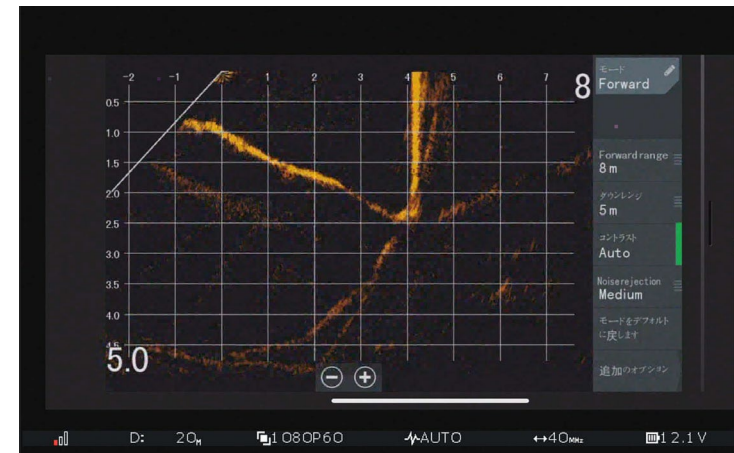 -2 -1 1 2 3 4 5 6 7 8
0.5
1.0
1.5
2.0
2.5
3.0
3.5
4.0
4.5
5.0
モード
Forward
Forward range
8m
ダウンレンジ
5m
コントラスト
Auto
Noise rejection
Medium
モードをデフォルト
に戻します
追加のオプション
D: 20M 1080P60 AUTO 40MHz 12.1V